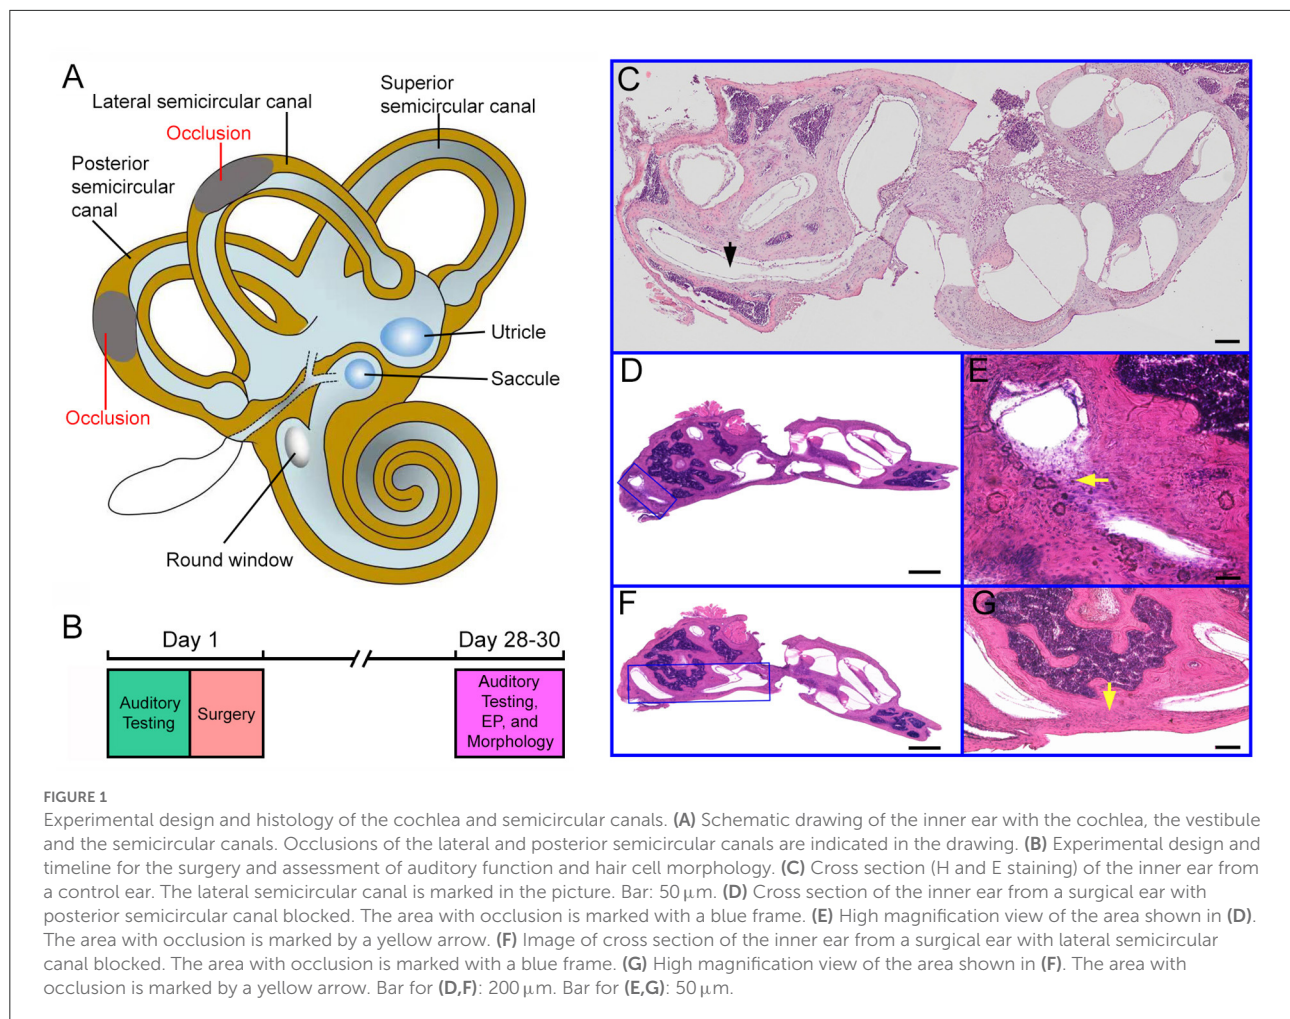 A
Lateral semicircular canal
Occlusion
Superior
semicircular canal
Posterior
semicircular
canal
Utricle
Saccule
Occlusion
Round window
B
Day 1
Day 28-30
Auditory
Testing
Surgery
Auditory
Testing,
EP, and
Morphology
C
D
E
F
G
FIGURE 1
Experimental design and histology of the cochlea and semicircular canals. (A) Schematic drawing of the inner ear with the cochlea, the vestibule
and the semicircular canals. Occlusions of the lateral and posterior semicircular canals are indicated in the drawing. (B) Experimental design and
timeline for the surgery and assessment of auditory function and hair cell morphology. (C) Cross section (H and E staining) of the inner ear from
a control ear. The lateral semicircular canal is marked in the picture. Bar: 50 μm. (D) Cross section of the inner ear from a surgical ear with
posterior semicircular canal blocked. The area with occlusion is marked with a blue frame. (E) High magnification view of the area shown in (D).
The area with occlusion is marked by a yellow arrow. (F) Image of cross section of the inner ear from a surgical ear with lateral semicircular
canal blocked. The area with occlusion is marked with a blue frame. (G) High magnification view of the area shown in (F). The area with
occlusion is marked by a yellow arrow. Bar for (D,F): 200 μm. Bar for (E,G): 50 μm.